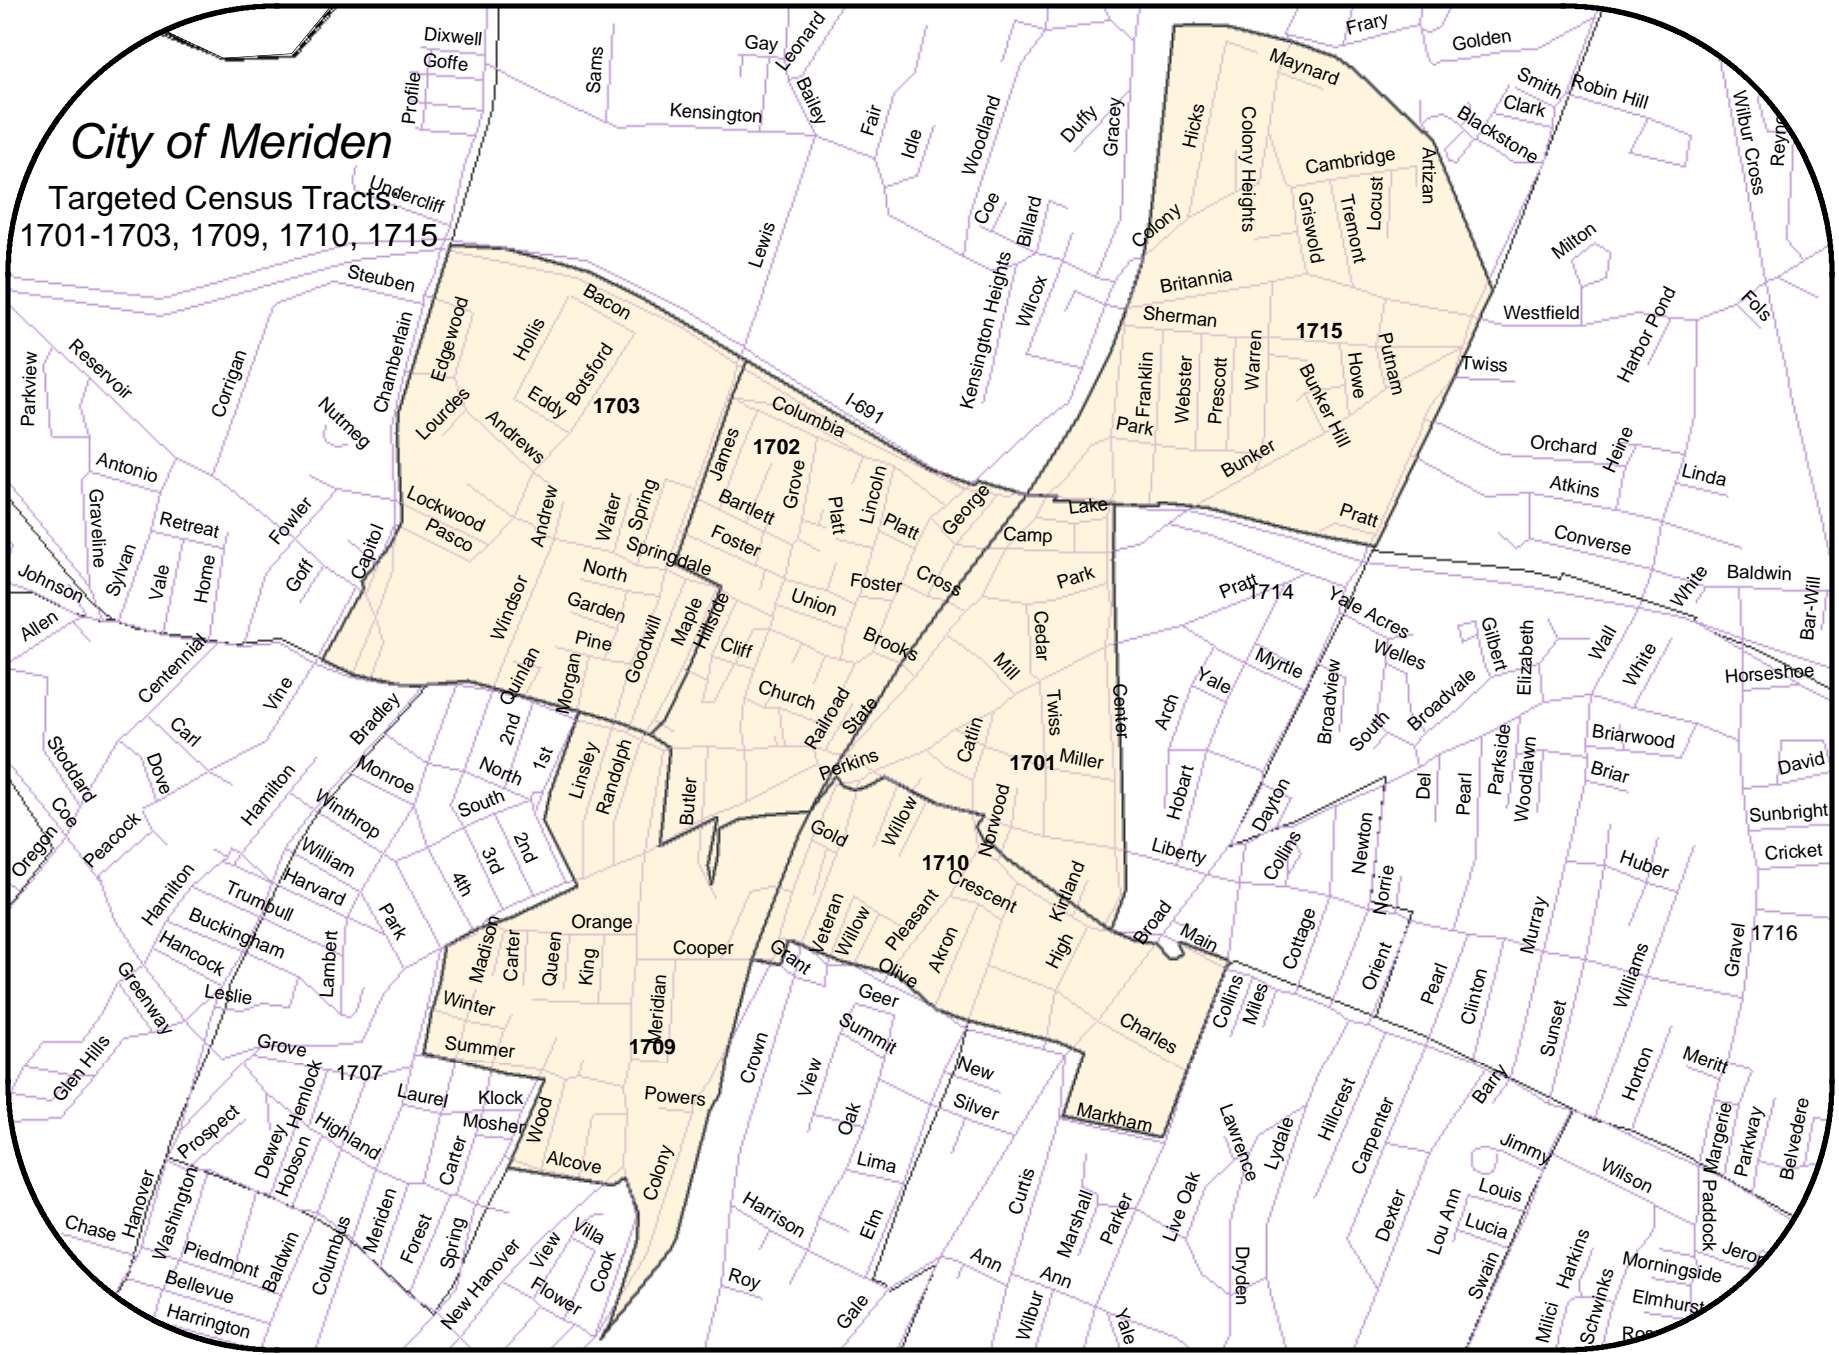 City of Meriden
Targeted Census Tracts:
1701-1703, 1709, 1710, 1715
Dixwell
Goffe
Profile
Undercliff
Sams
Kensington
Gay
Leonard
Bailey
Fair
Idle
Woodland
Duffy
Gracey
Coe
Billard
Kensington Heights
Wilcox
Lewis
Frary
Golden
Maynard
Hicks
Colony Heights
Cambridge
Artizan
Griswold
Tremont
Locust
Colony
Britannia
Sherman
1715
Franklin
Webster
Prescott
Warren
Bunker Hill
Howe
Putnam
Park
Bunker
Pratt
Smith
Clark
Robin Hill
Blackstone
Wilbur Cross
Milton
Westfield
Harbor Pond
Fols
Twiss
Orchard
Heine
Linda
Atkins
Converse
White
Baldwin
Bar-Will
Steuben
Reservoir
Parkview
Corrigan
Chamberlain
Nutmeg
Antonio
Graveline
Retreat
Sylvan
Vale
Home
Fowler
Goff
Capitol
Johnson
Allen
Centennial
Vine
Edgewood
Hollis
Bacon
Botsford
Eddy
1703
Lourdes
Andrews
Lockwood
Pasco
Andrew
Water
Spring
Springdale
North
Garden
Pine
Windsor
Quinlan
Morgan
Goodwill
Maple
Hillside
I-691
Columbia
1702
James
Bartlett
Grove
Platt
Lincoln
Platt
George
Foster
Foster
Cross
Union
Brooks
Cliff
Church
Railroad
State
Perkins
Butler
Lake
Camp
Park
Cedar
Mill
Twiss
Center
Catlin
1701
Miller
Norwood
Kirtland
Pratt
1714
Yale Acres
Welles
Myrtle
Yale
Arch
Hobart
Broadview
South
Broadvale
Gilbert
Elizabeth
Wall
White
Horseshoe
Briarwood
Briar
David
Sunbright
Cricket
Del
Pearl
Parkside
Woodlawn
Dayton
Collins
Newton
Norrie
Liberty
Huber
Murray
Gravel
1716
Broad
Main
Cottage
Orient
Pearl
Clinton
Williams
Sunset
Horton
Meritt
Margerie
Parkway
Belvedere
Collins
Miles
Stoddard
Coe
Oregon
Peacock
Dove
Carl
Bradley
Monroe
Hamilton
Winthrop
North
South
2nd
1st
2nd
3rd
4th
Hamilton
William
Harvard
Trumbull
Buckingham
Hancock
Leslie
Lambert
Park
Greenway
Glen Hills
Grove
1707
Linsley
Randolph
Orange
Madison
Carter
Queen
King
Cooper
Winter
Summer
Meridian
1709
Powers
Wood
Alcove
Colony
Gold
Willow
1710
Crescent
Veteran
Willow
Pleasant
Akron
High
Grant
Olive
Charles
Markham
Geer
Summit
View
Crown
Oak
Lima
Elm
New
Silver
Curtis
Harrison
Roy
Gale
Ann
Ann
Wilbur
Yale
Marshall
Parker
Live Oak
Lawrence
Lydale
Dryden
Hillcrest
Carpenter
Dexter
Barry
Jimmy
Louis
Lucia
Lou Ann
Swain
Wilson
Paddock
Harkins
Milici
Schwinks
Morningside
Elmhurst
Laurel
Klock
Mosher
Hemlock
Highland
Prospect
Dewey
Hobson
Carter
Hanover
Washington
Chase
Piedmont
Bellevue
Harrington
Baldwin
Columbus
Meriden
Forest
Spring
New Hanover
View
Villa
Flower
Cook